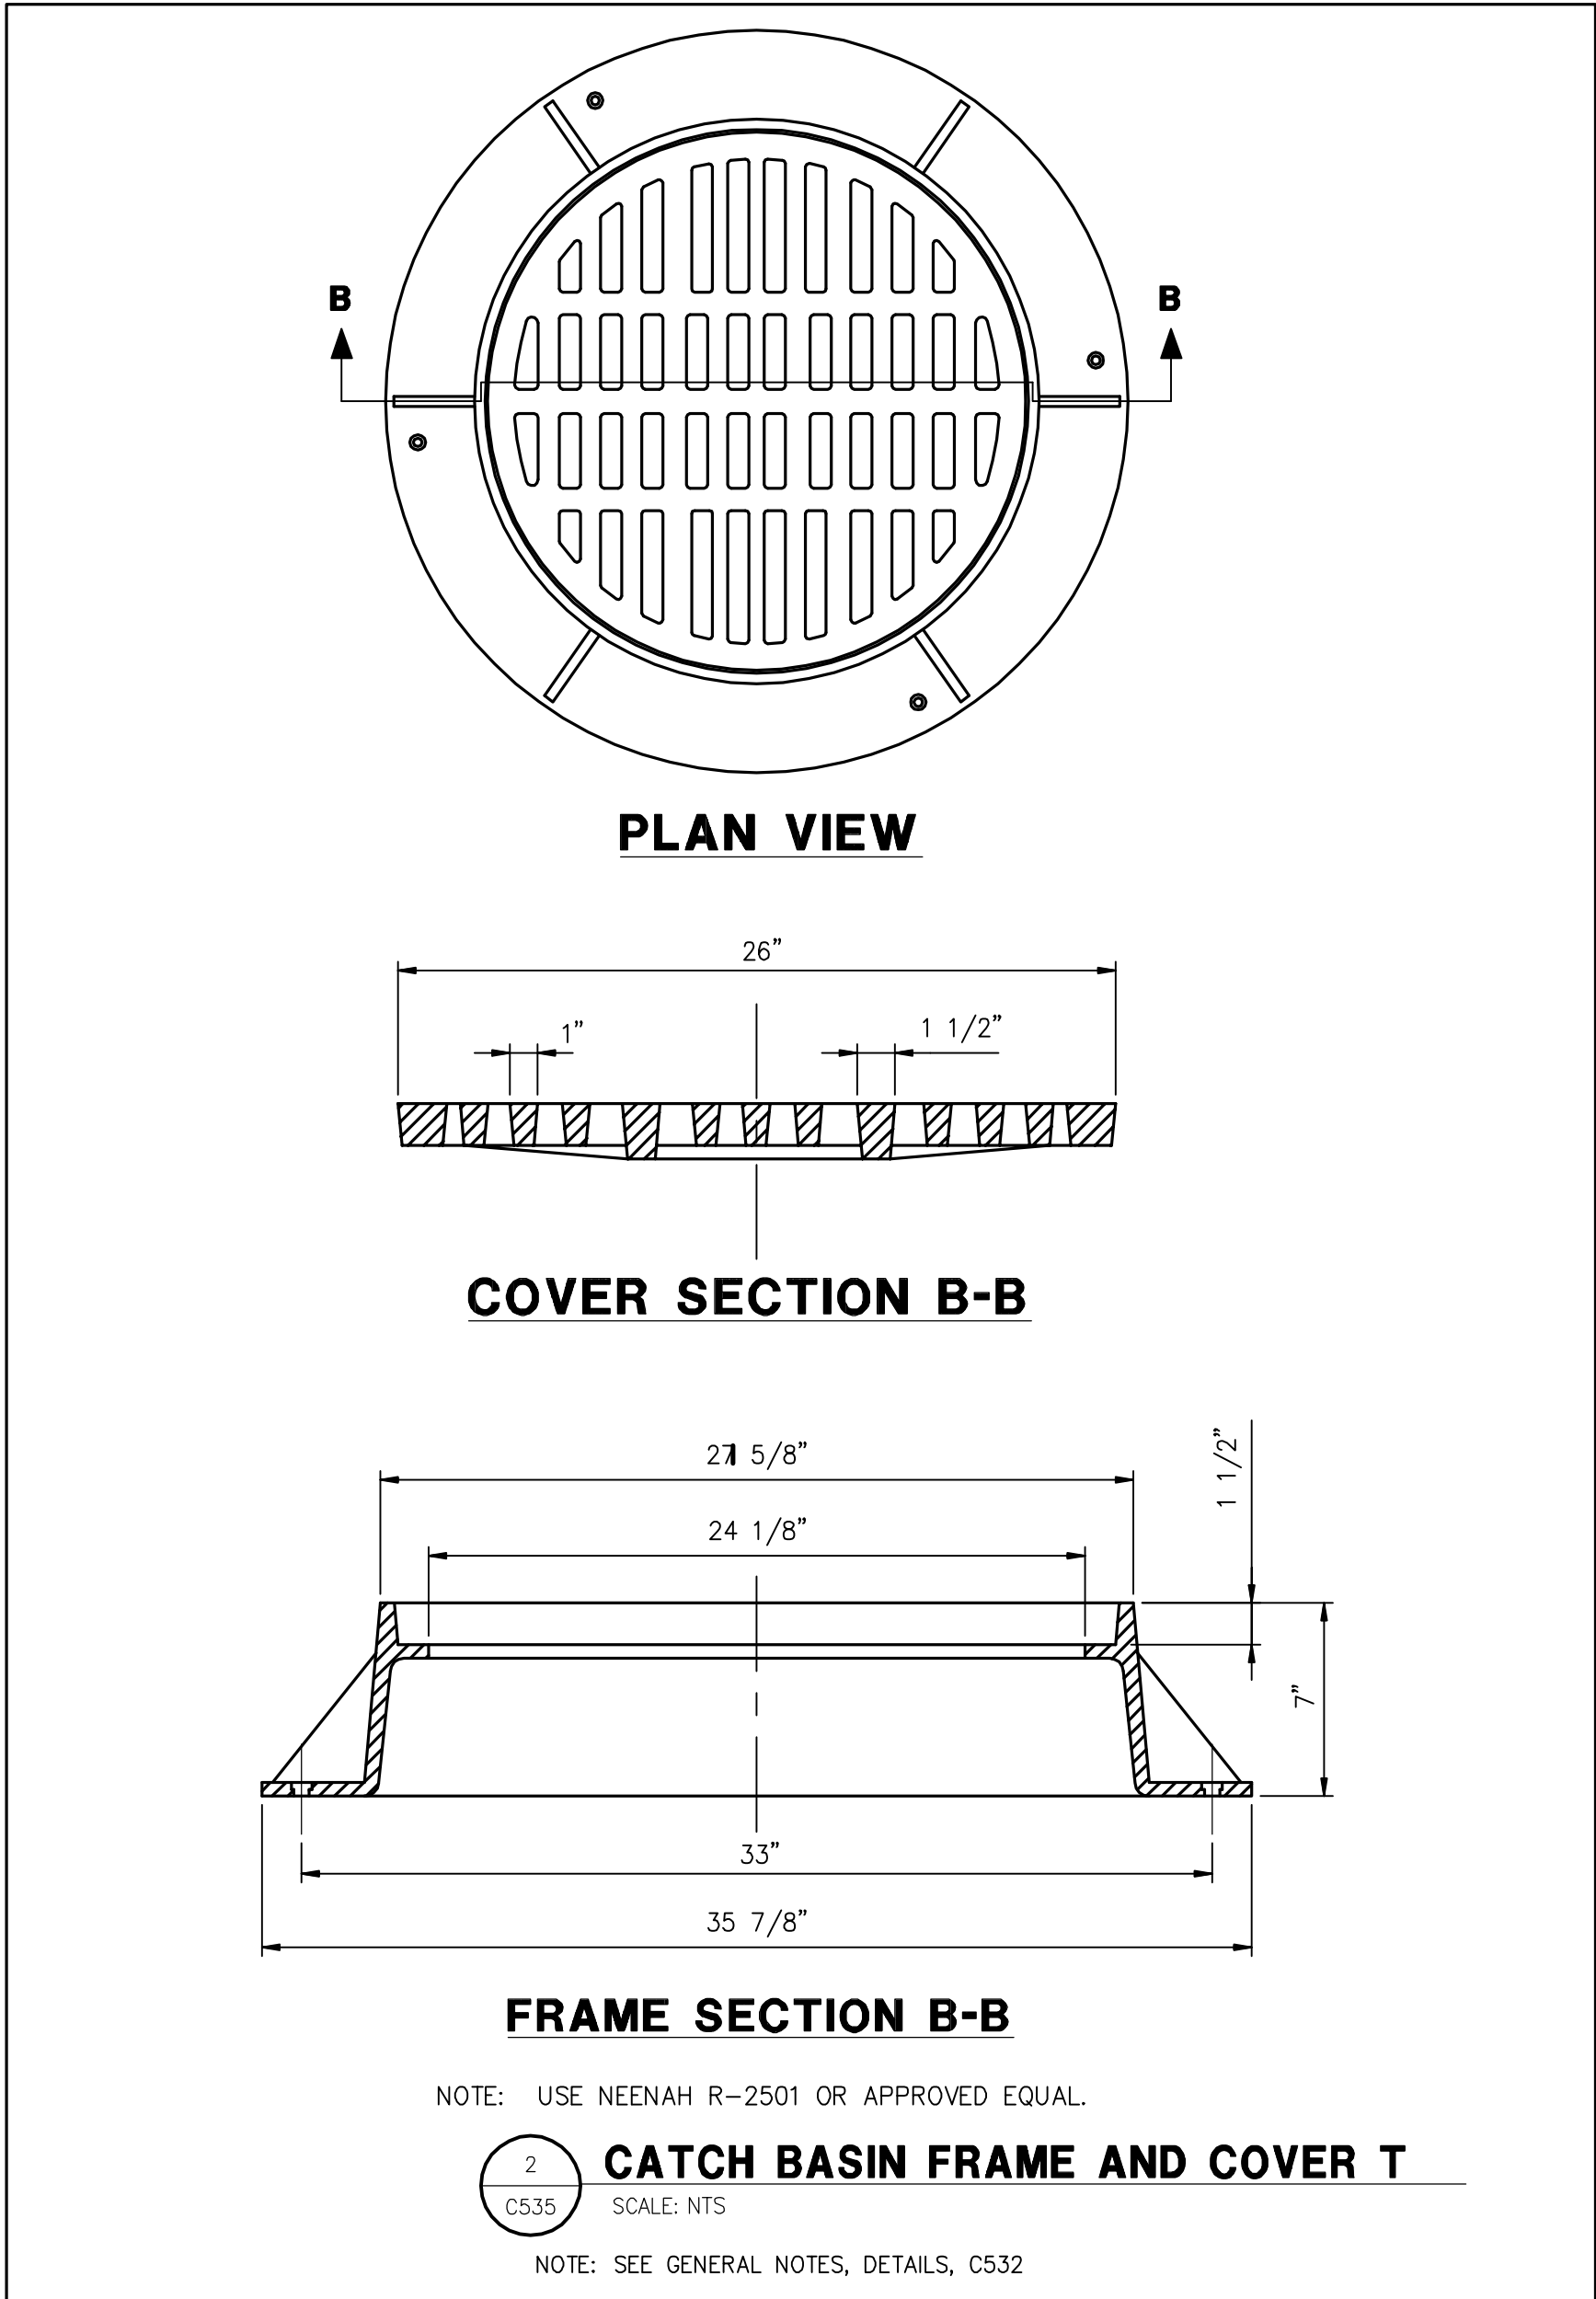 B B
PLAN VIEW
26”
1” 1 1/2”
COVER SECTION B-B
27 5/8”
1 1/2”
24 1/8”
7”
33”
35 7/8”
FRAME SECTION B-B
NOTE: USE NEENAH R-2501 OR APPROVED EQUAL.
2
CATCH BASIN FRAME AND COVER T
C535
SCALE: NTS
NOTE: SEE GENERAL NOTES, DETAILS, C532